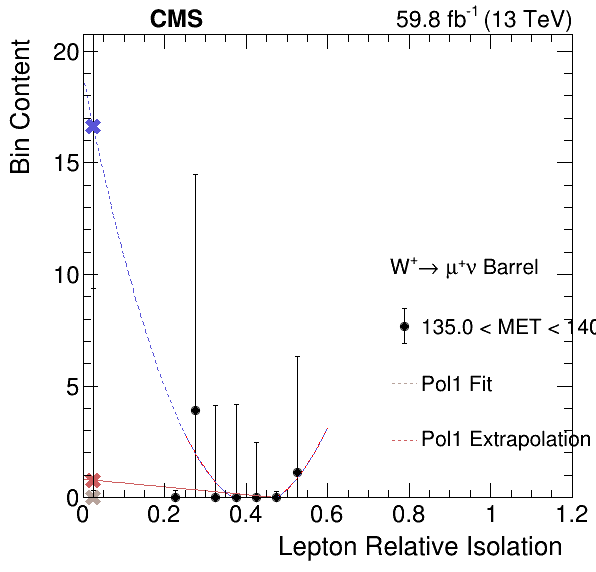 CMS
59.8 fb⁻¹ (13 TeV)
Bin Content
20
15
10
5
0
W⁺→ μ⁺ν Barrel
135.0 < MET < 140
Pol1 Fit
Pol1 Extrapolation
0 0.2 0.4 0.6 0.8 1 1.2
Lepton Relative Isolation